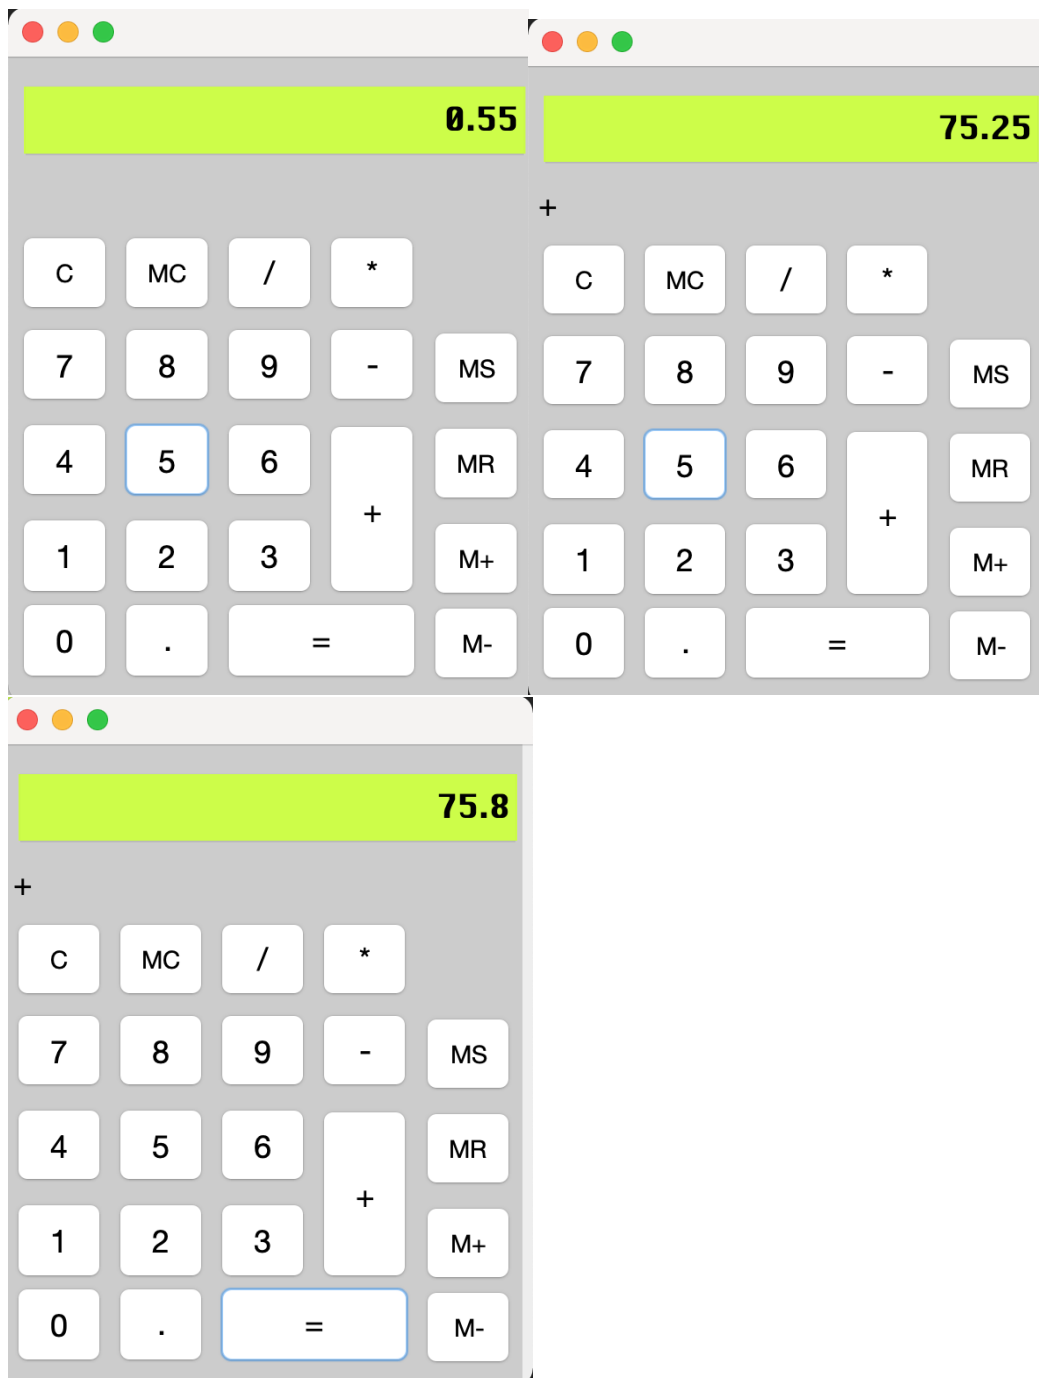 0.55
C MC / *
7 8 9 - MS
4 5 6 MR
+
1 2 3 M+
0 . = M-
75.25
+
C MC / *
7 8 9 - MS
4 5 6 MR
+
1 2 3 M+
0 . = M-
75.8
+
C MC / *
7 8 9 - MS
4 5 6 MR
+
1 2 3 M+
0 . = M-